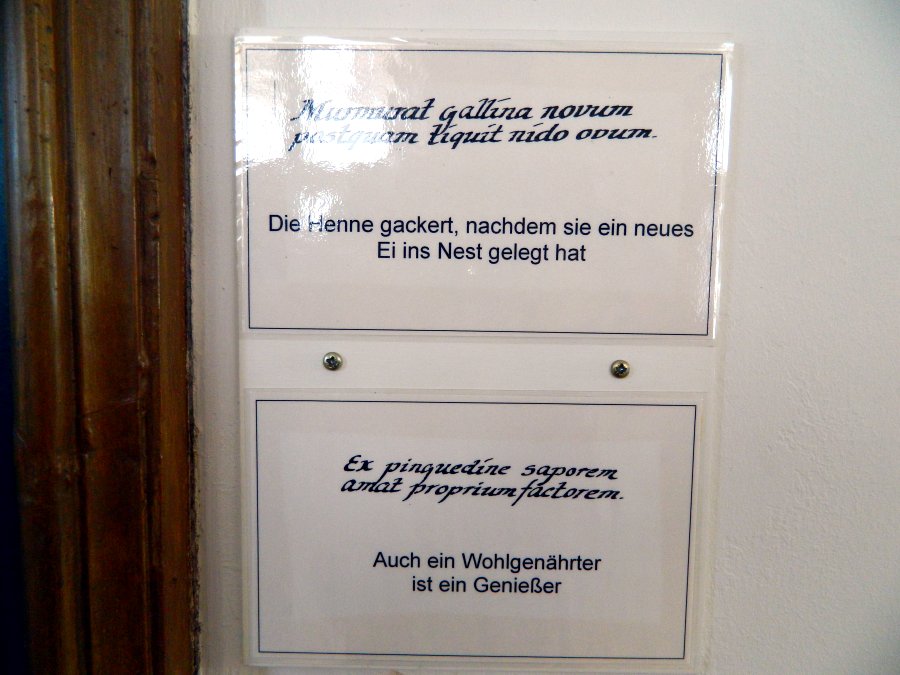 Murmurat gallina novum
postquam liquit nido ovum.
Die Henne gackert, nachdem sie ein neues
Ei ins Nest gelegt hat
Ex pinguedine saporem
amat proprium factorem.
Auch ein Wohlgenährter
ist ein Genießer